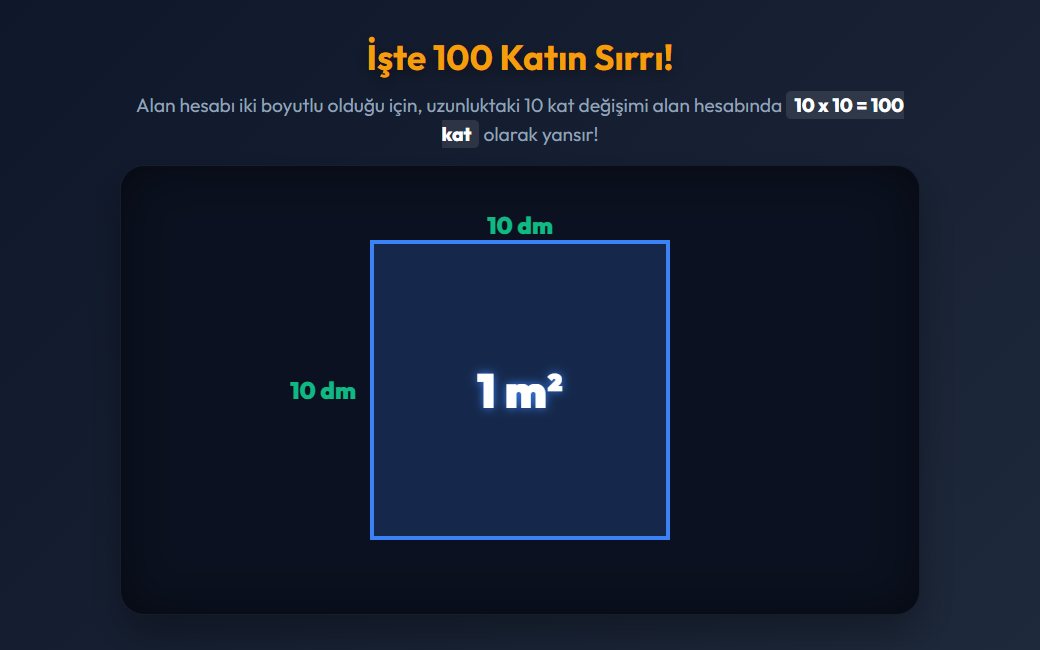 İşte 100 Katın Sırrı!
Alan hesabı iki boyutlu olduğu için, uzunluktaki 10 kat değişimi alan hesabında 10 x 10 = 100
kat olarak yansır!
10 dm
10 dm
1 m²